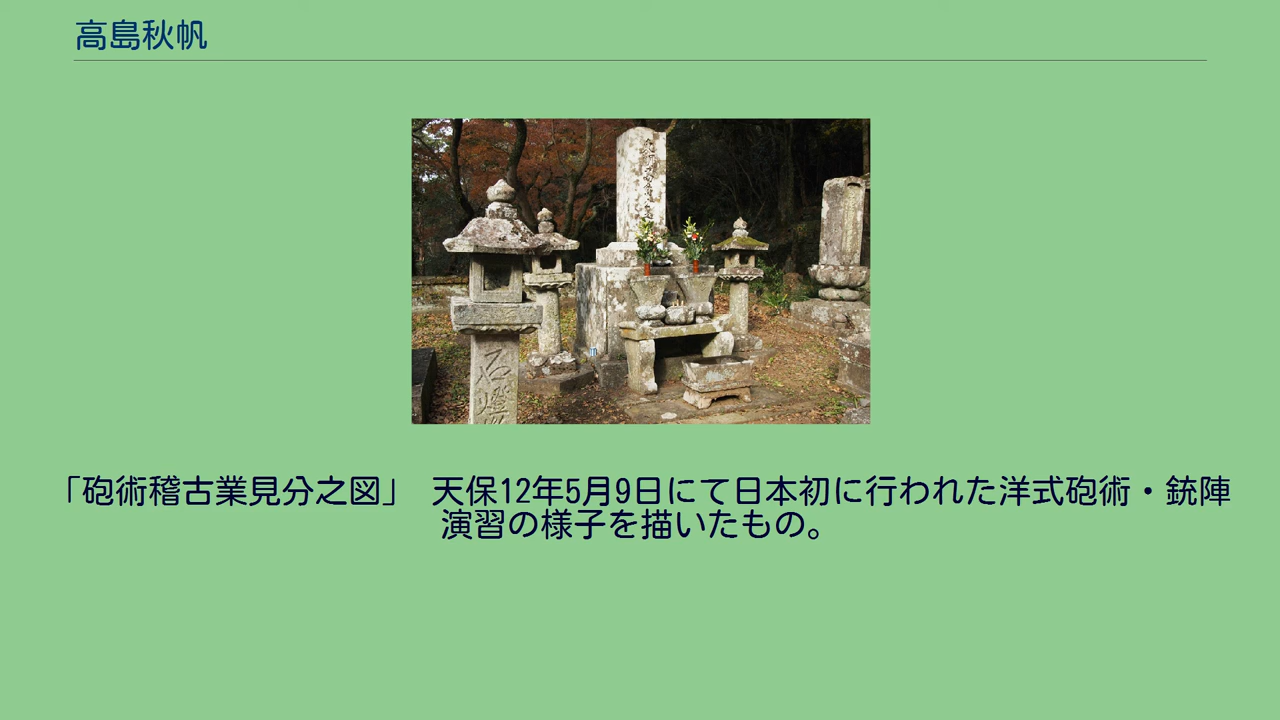 高島秋帆
石燈
「砲術稽古業見分之図」　天保12年5月9日にて日本初に行われた洋式砲術・銃陣
演習の様子を描いたもの。